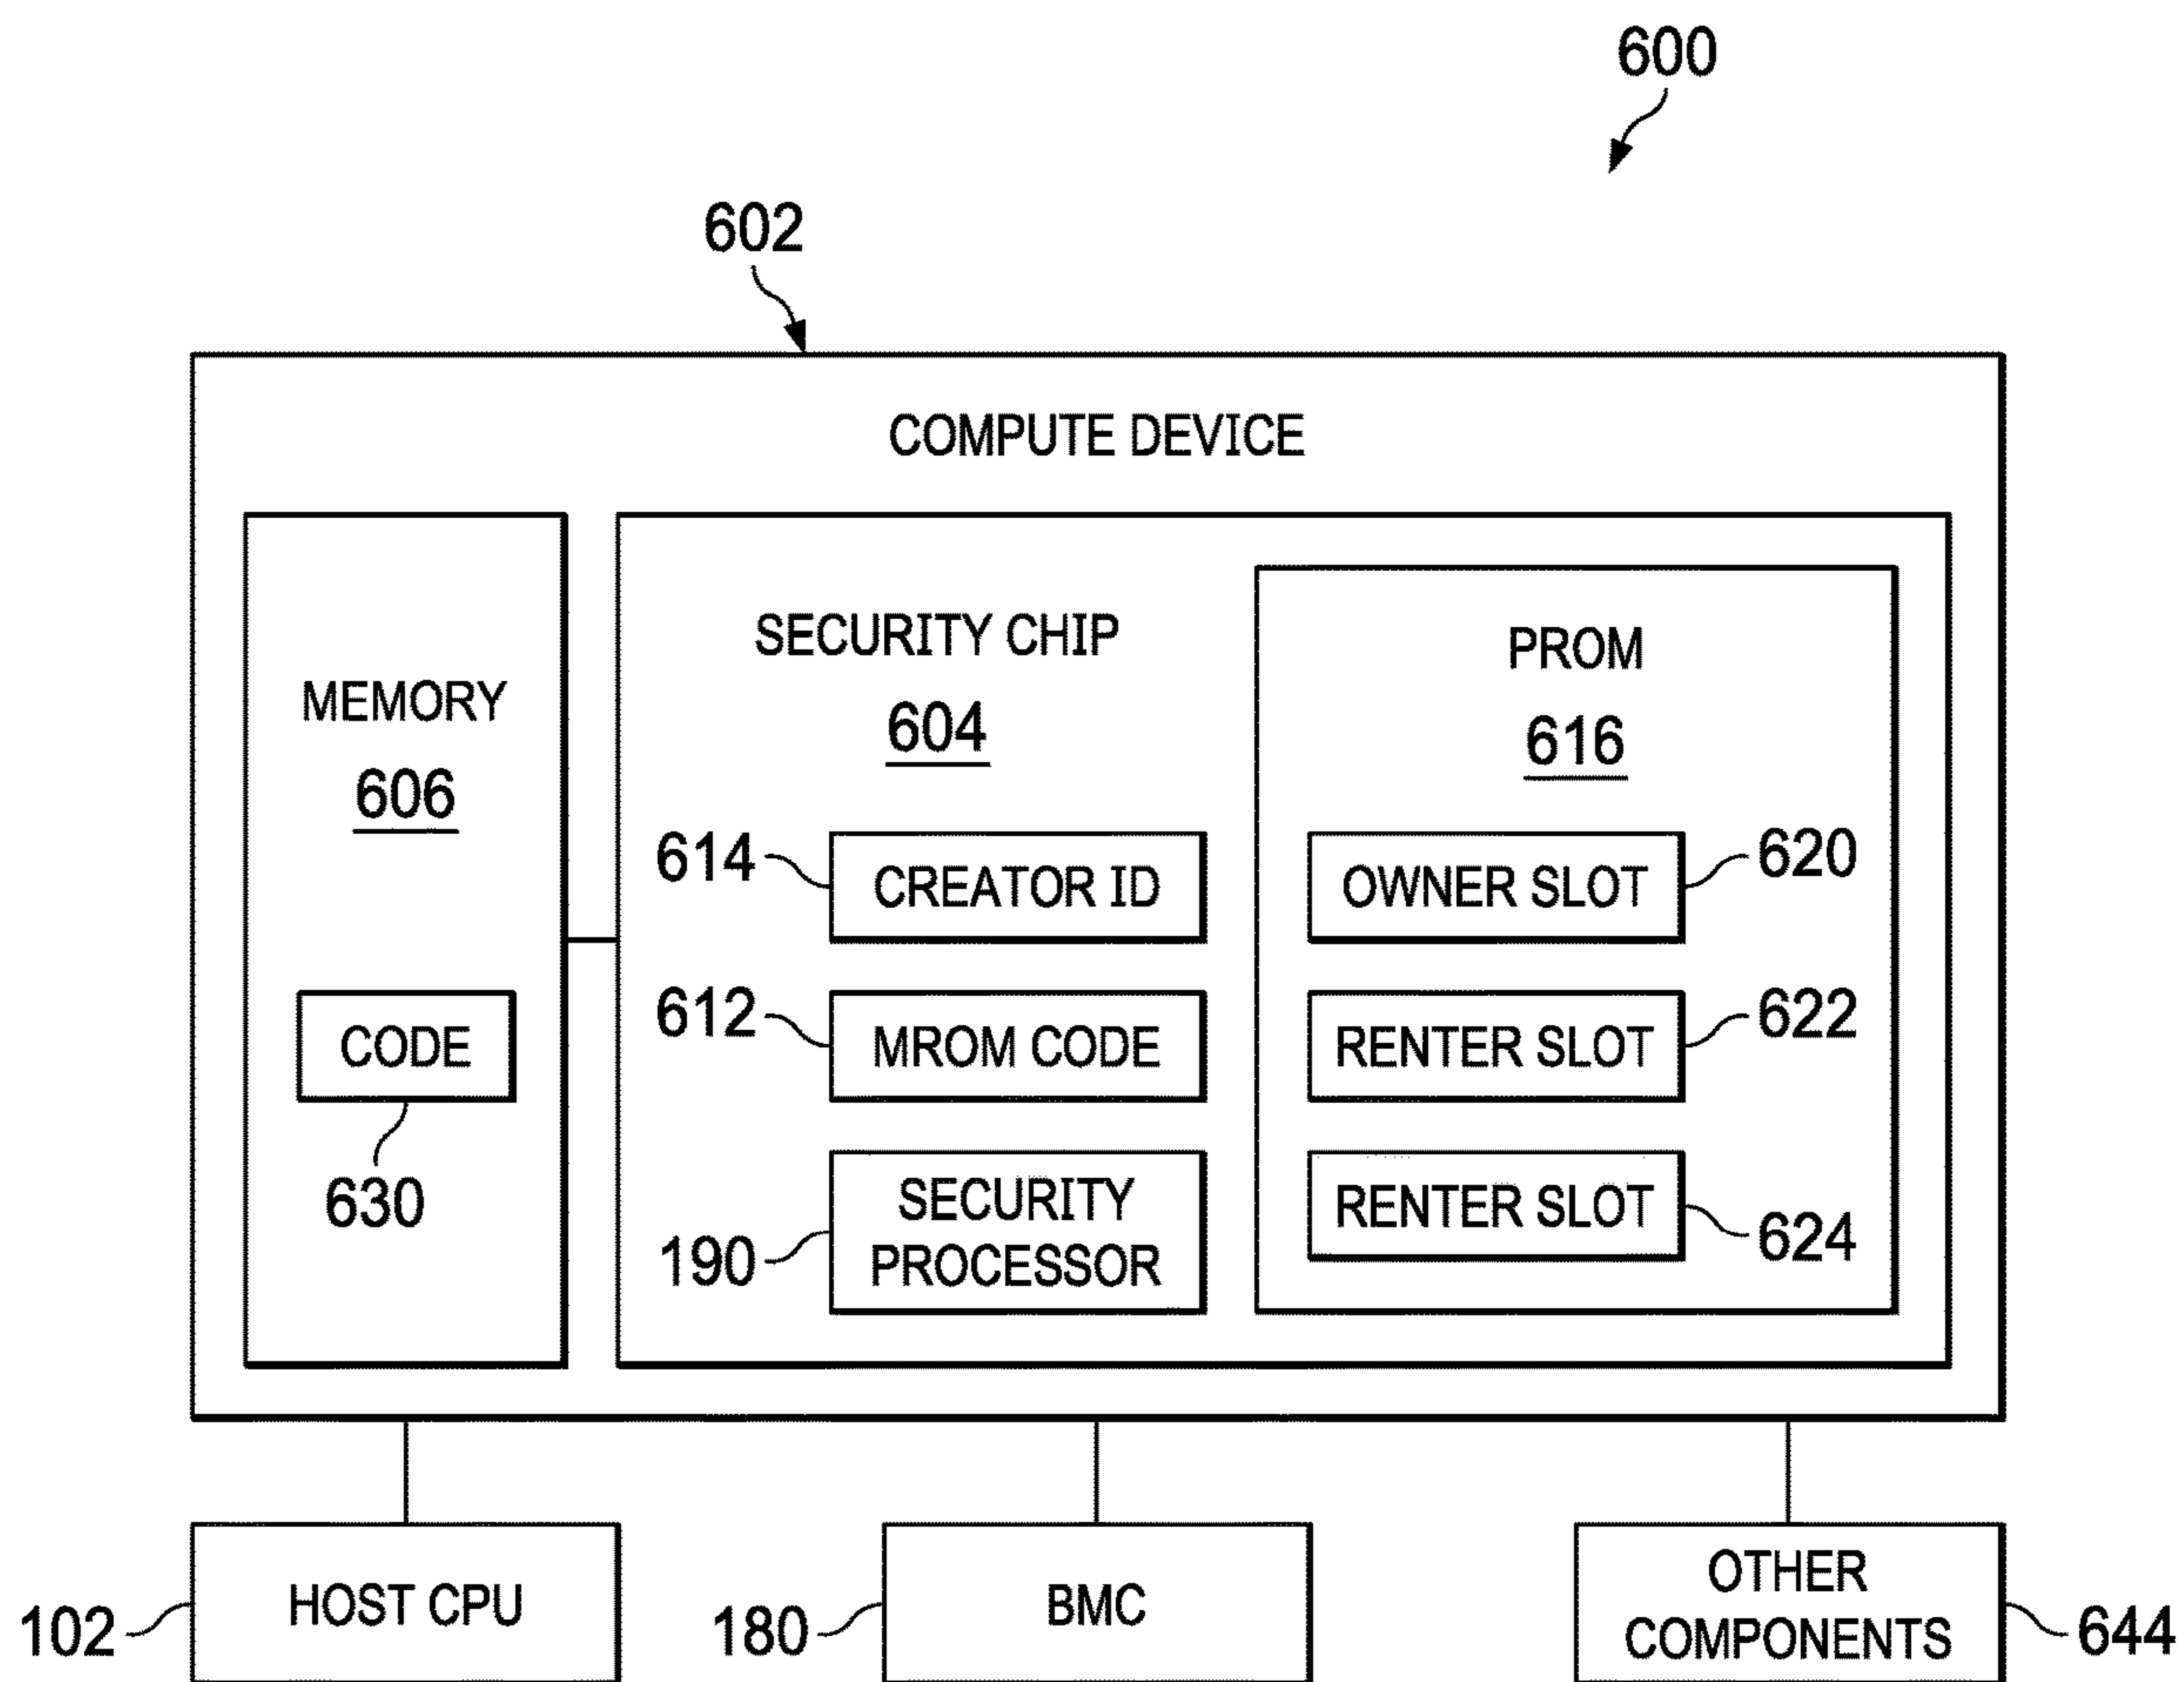 600
602
COMPUTE DEVICE
MEMORY
606
CODE
630
SECURITY CHIP
604
614
CREATOR ID
612
MROM CODE
190
SECURITY
PROCESSOR
PROM
616
OWNER SLOT
620
RENTER SLOT
622
RENTER SLOT
624
102
HOST CPU
180
BMC
OTHER
COMPONENTS
644